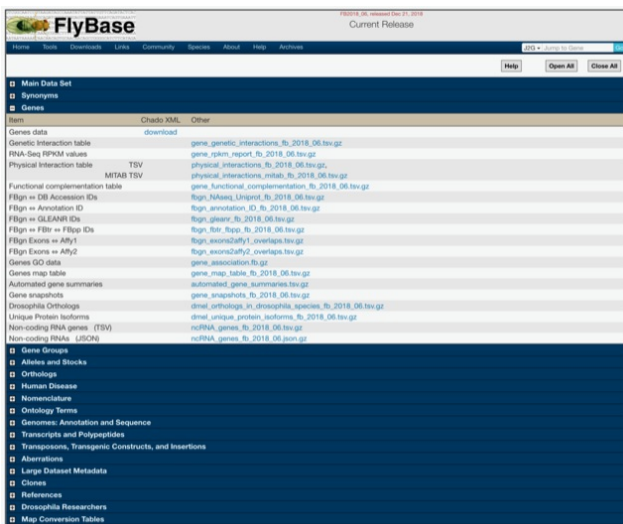 FlyBase
FB2018_06, released Dec 21, 2018
Current Release
Home Tools Downloads Links Community Species About Help Archives J2G Jump to Gene Go
Help Open All Close All
Main Data Set
Synonyms
Genes
Item Chado XML Other
Genes data download
Genetic Interaction table gene_genetic_interactions_fb_2018_06.tsv.gz
RNA-Seq RPKM values gene_rpkm_report_fb_2018_06.tsv.gz
Physical Interaction table TSV physical_interactions_fb_2018_06.tsv.gz,
MITAB TSV physical_interactions_mitab_fb_2018_06.tsv.gz
Functional complementation table gene_functional_complementation_fb_2018_06.tsv.gz
FBgn ⇔ DB Accession IDs fbgn_NAseq_Uniprot_fb_2018_06.tsv.gz
FBgn ⇔ Annotation ID fbgn_annotation_ID_fb_2018_06.tsv.gz
FBgn ⇔ GLEANR IDs fbgn_gleanr_fb_2018_06.tsv.gz
FBgn ⇔ FBtr ⇔ FBpp IDs fbgn_fbtr_fbpp_fb_2018_06.tsv.gz
FBgn Exons ⇔ Affy1 fbgn_exons2affy1_overlaps.tsv.gz
FBgn Exons ⇔ Affy2 fbgn_exons2affy2_overlaps.tsv.gz
Genes GO data gene_association.fb.gz
Genes map table gene_map_table_fb_2018_06.tsv.gz
Automated gene summaries automated_gene_summaries.tsv.gz
Gene snapshots gene_snapshots_fb_2018_06.tsv.gz
Drosophila Orthologs dmel_orthologs_in_drosophila_species_fb_2018_06.tsv.gz
Unique Protein Isoforms dmel_unique_protein_isoforms_fb_2018_06.tsv.gz
Non-coding RNA genes (TSV) ncRNA_genes_fb_2018_06.tsv.gz
Non-coding RNAs (JSON) ncRNA_genes_fb_2018_06.json.gz
Gene Groups
Alleles and Stocks
Orthologs
Human Disease
Nomenclature
Ontology Terms
Genomes: Annotation and Sequence
Transcripts and Polypeptides
Transposons, Transgenic Constructs, and Insertions
Aberrations
Large Dataset Metadata
Clones
References
Drosophila Researchers
Map Conversion Tables